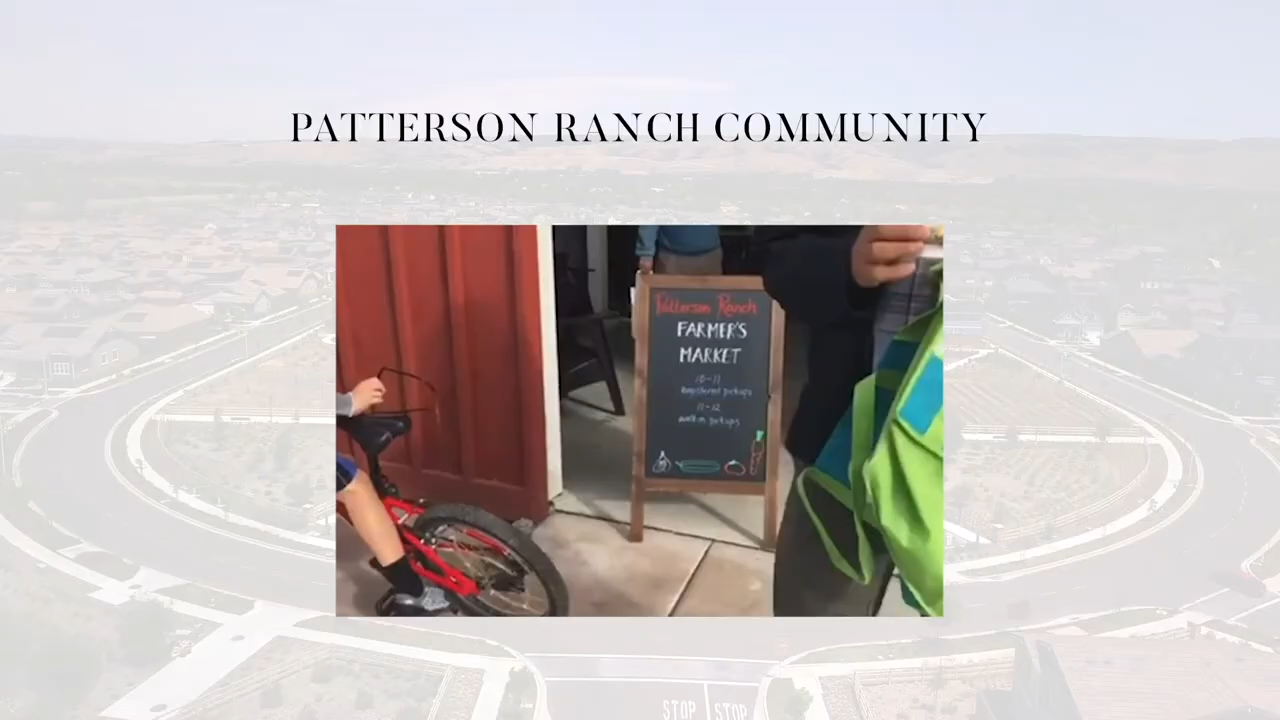 PATTERSON RANCH COMMUNITY
Patterson Ranch
FARMER'S
MARKET
10-11
Registered pickups
11-12
walk in pickups
STOP STOP